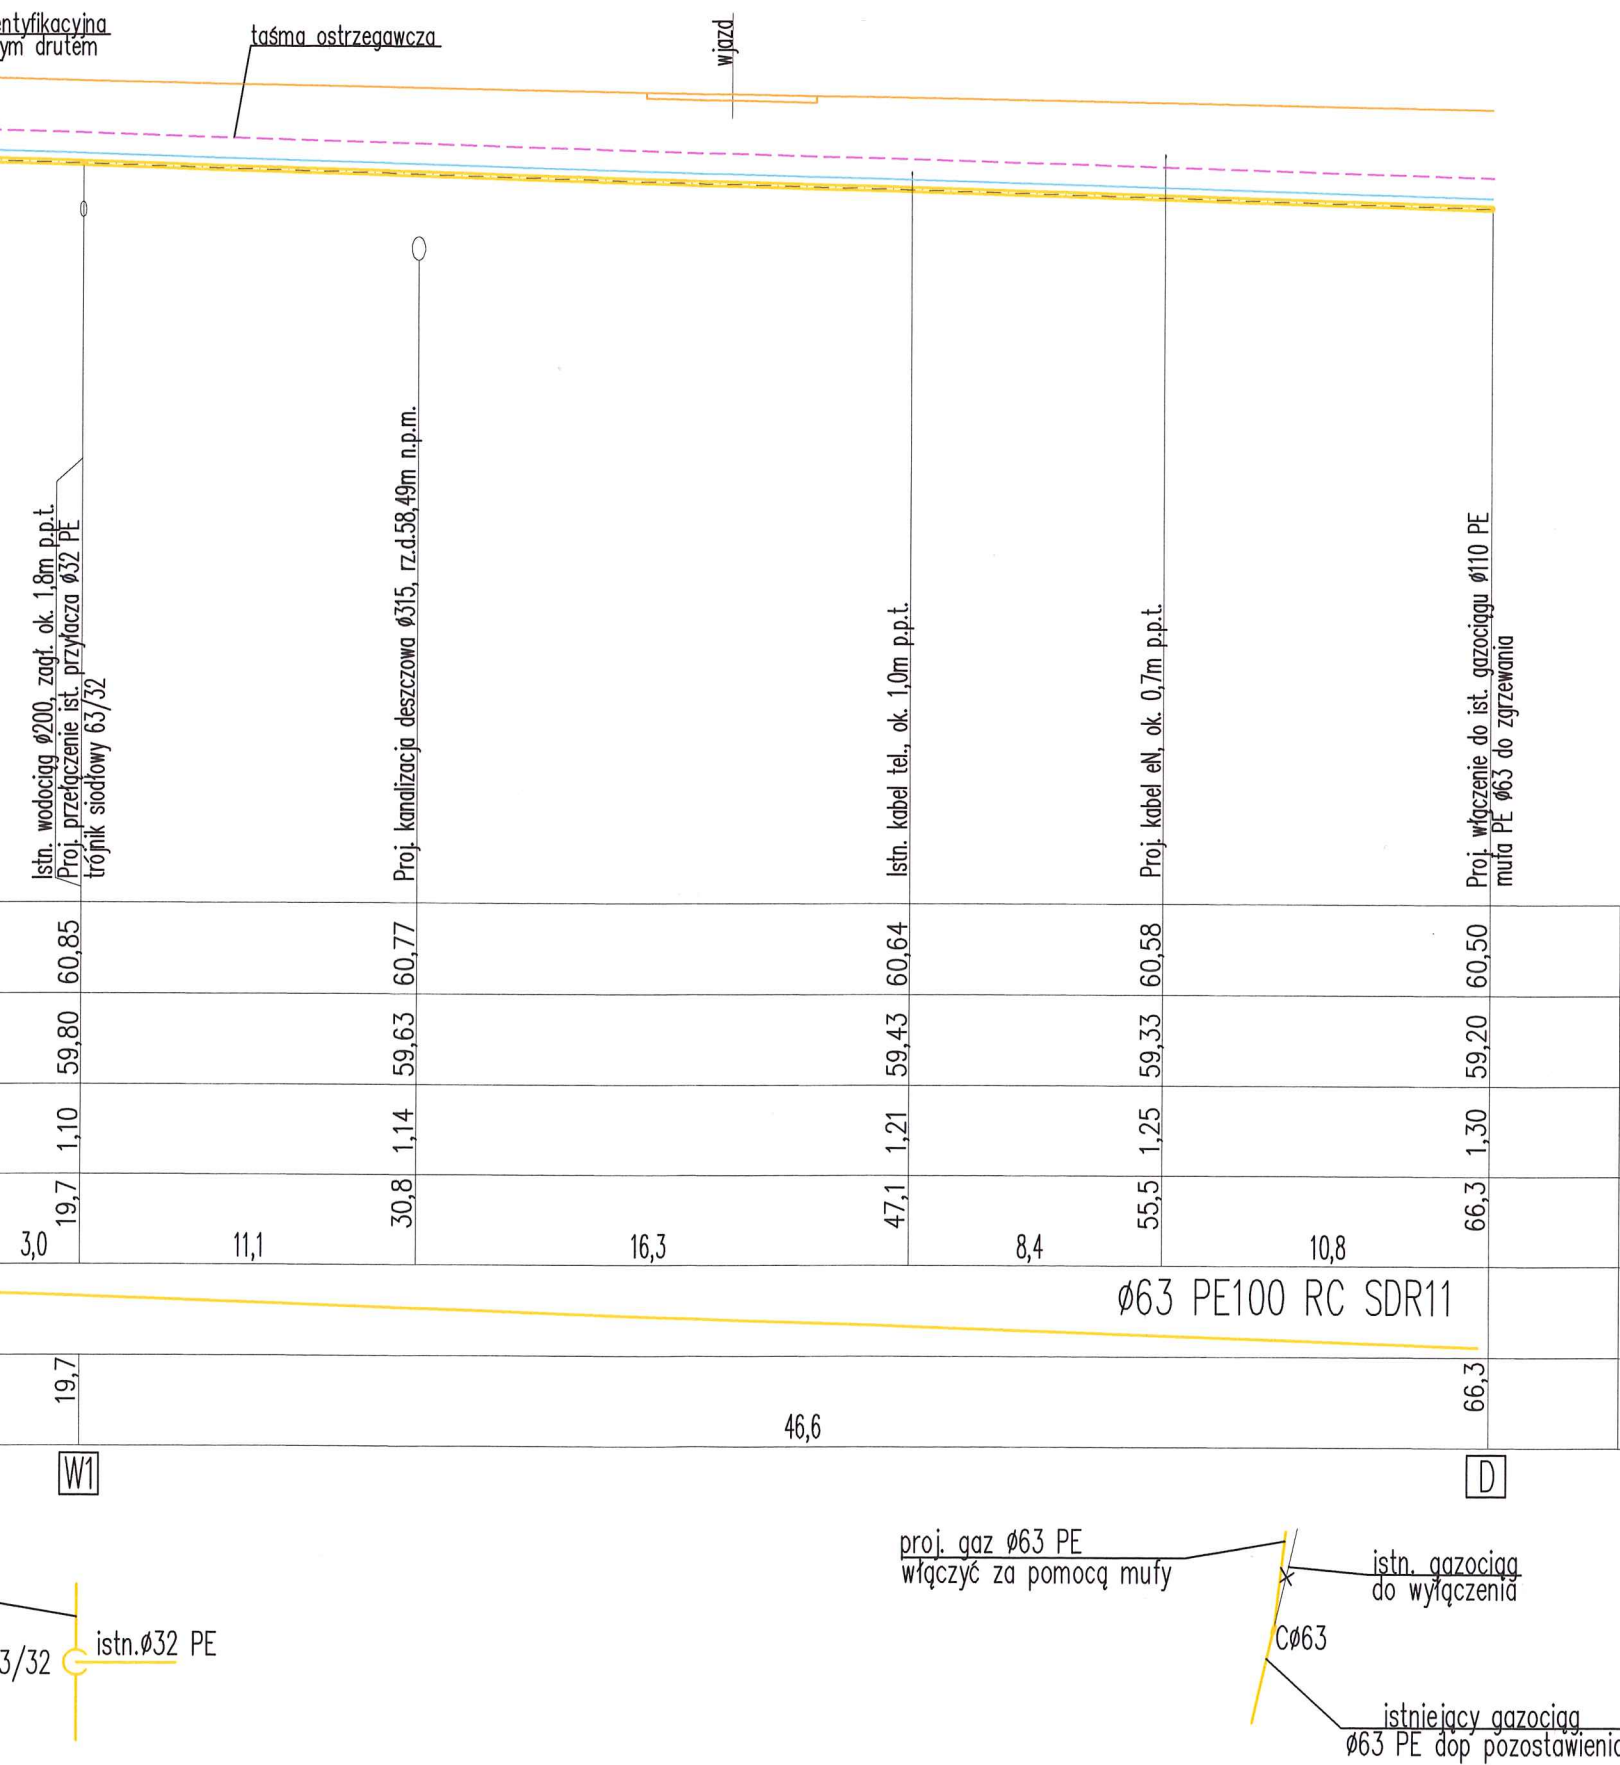 entyfikacyjna
ym drutem
taśma ostrzegawcza
wjazd
Istn. wodociąg ø200, zagł. ok. 1,8m p.p.t.
Proj. przełączenie ist. przyłącza ø32 PE
trójnik siodłowy 63/32
Proj. kanalizacja deszczowa ø315, rz.d.58,49m n.p.m.
Istn. kabel tel., ok. 1,0m p.p.t.
Proj. kabel eN, ok. 0,7m p.p.t.
Proj. włączenie do ist. gazociągu ø110 PE
mufa PE ø63 do zgrzewania
60,85 60,77 60,64 60,58 60,50
59,80 59,63 59,43 59,33 59,20
1,10 1,14 1,21 1,25 1,30
19,7 30,8 47,1 55,5 66,3
3,0 11,1 16,3 8,4 10,8
ø63 PE100 RC SDR11
19,7 66,3
46,6
W1 D
proj. gaz ø63 PE
włączyć za pomocą mufy
istn. gazociąg
do wyłączenia
istn.ø32 PE
3/32
Cø63
istniejący gazociąg
ø63 PE dop pozostawienia